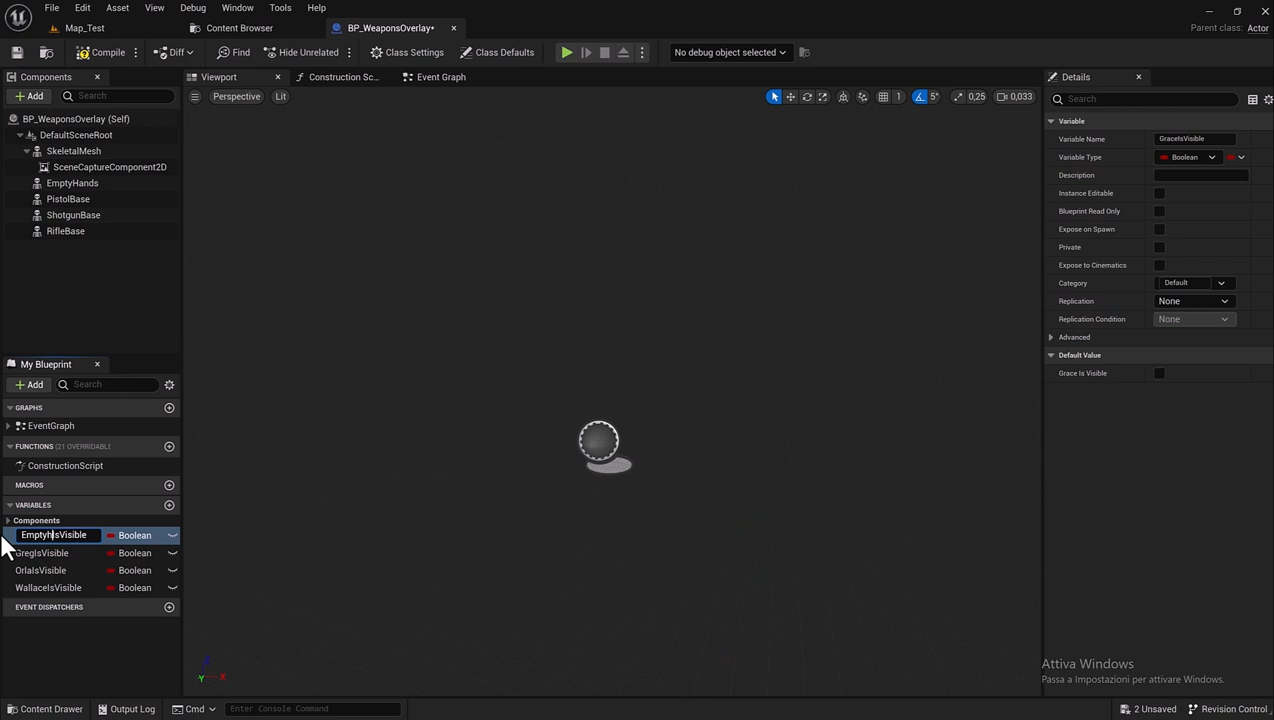 File Edit Asset View Debug Window Tools Help
Map_Test Content Browser BP_WeaponsOverlay•
Parent class: Actor
Compile Diff Find Hide Unrelated Class Settings Class Defaults No debug object selected
Components
Add Search
BP_WeaponsOverlay (Self)
DefaultSceneRoot
SkeletalMesh
SceneCaptureComponent2D
EmptyHands
PistolBase
ShotgunBase
RifleBase
My Blueprint
Add Search
GRAPHS
EventGraph
FUNCTIONS (21 OVERRIDABLE)
ConstructionScript
MACROS
VARIABLES
Components
EmptyhIsVisible Boolean
GregIsVisible Boolean
OrlaIsVisible Boolean
WallaceIsVisible Boolean
EVENT DISPATCHERS
Viewport Construction Sc... Event Graph
Perspective Lit
1 5° 0,25 0,033
Z
Y X
Details
Search
Variable
Variable Name GraceIsVisible
Variable Type Boolean
Description
Instance Editable
Blueprint Read Only
Expose on Spawn
Private
Expose to Cinematics
Category Default
Replication None
Replication Condition None
Advanced
Default Value
Grace Is Visible
Attiva Windows
Passa a Impostazioni per attivare Windows.
Content Drawer Output Log Cmd Enter Console Command 2 Unsaved Revision Control